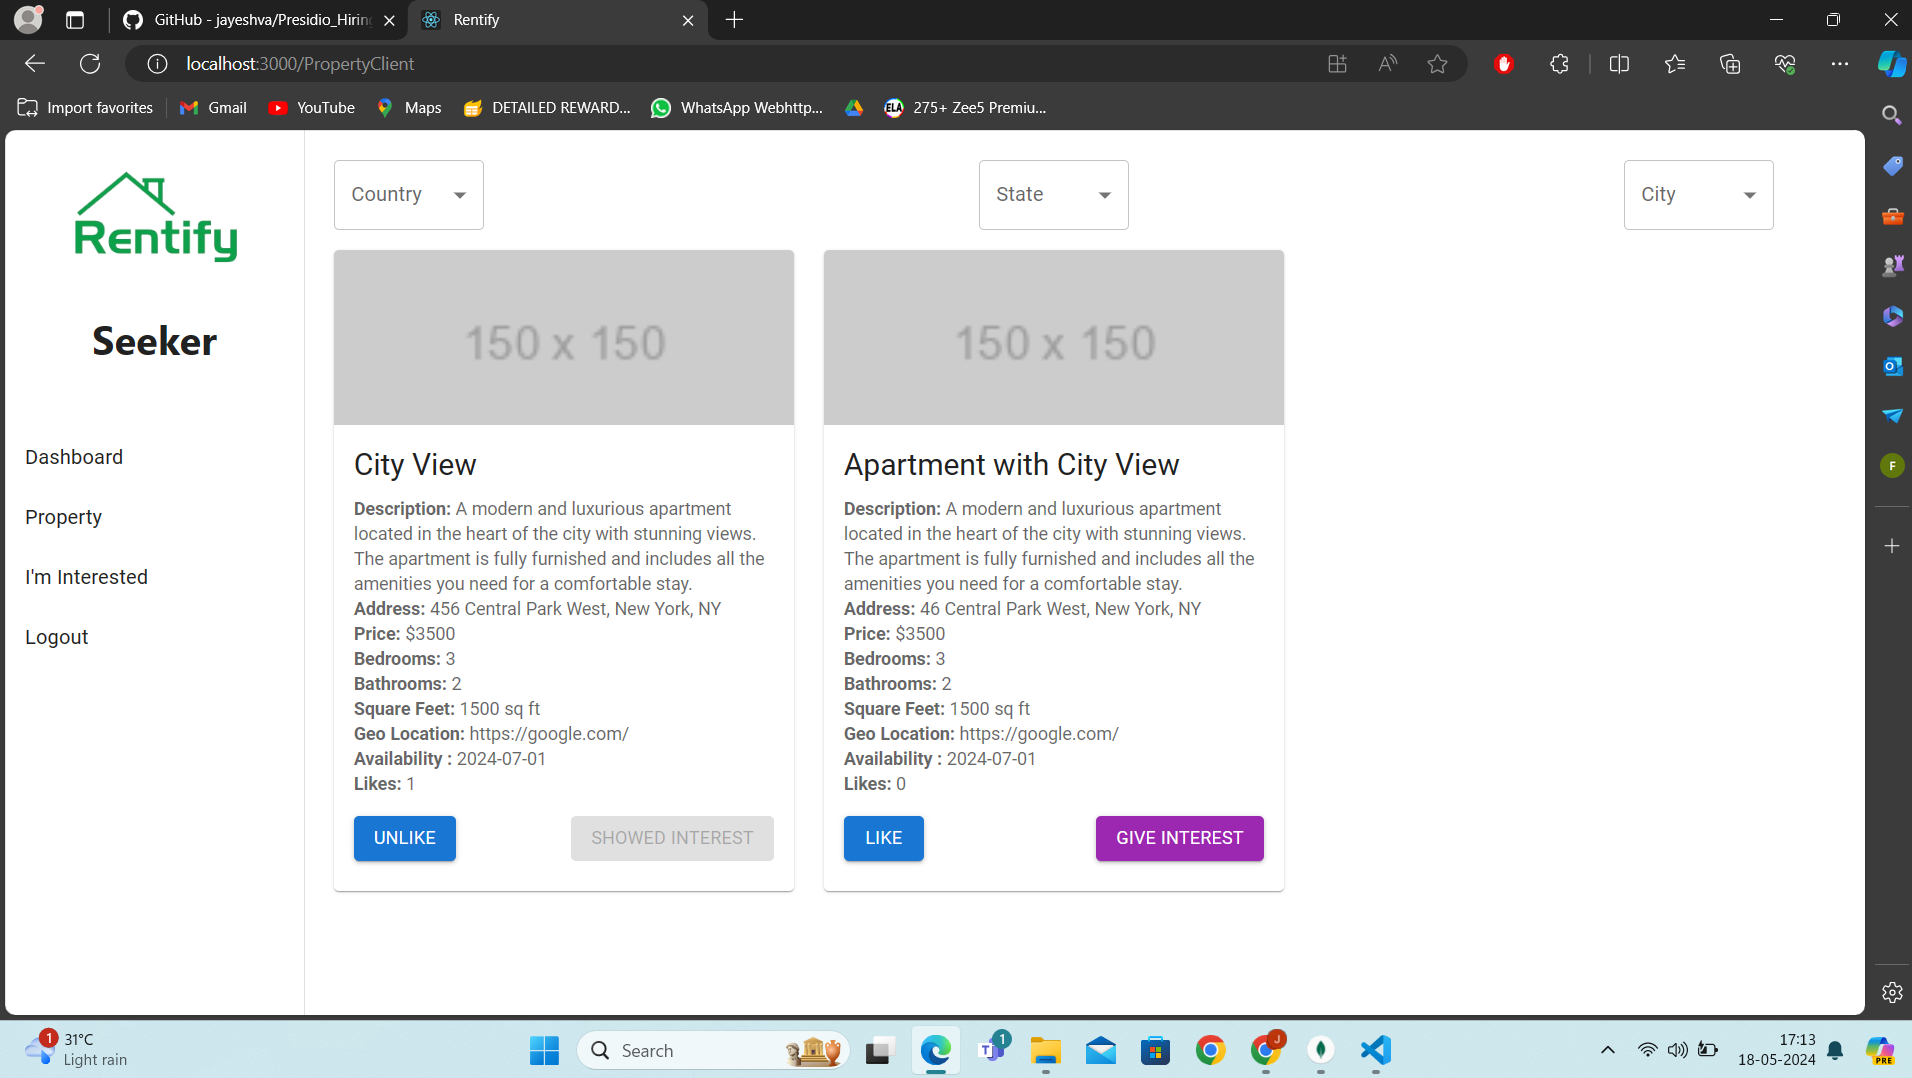 GitHub - jayeshva/Presidio_Hiring
Rentify
localhost:3000/PropertyClient
Import favorites
Gmail
YouTube
Maps
DETAILED REWARD...
WhatsApp Webhttp...
275+ Zee5 Premiu...
Rentify
Seeker
Dashboard
Property
I'm Interested
Logout
Country
State
City
150 x 150
City View
Description: A modern and luxurious apartment
located in the heart of the city with stunning views.
The apartment is fully furnished and includes all the
amenities you need for a comfortable stay.
Address: 456 Central Park West, New York, NY
Price: $3500
Bedrooms: 3
Bathrooms: 2
Square Feet: 1500 sq ft
Geo Location: https://google.com/
Availability : 2024-07-01
Likes: 1
UNLIKE
SHOWED INTEREST
150 x 150
Apartment with City View
Description: A modern and luxurious apartment
located in the heart of the city with stunning views.
The apartment is fully furnished and includes all the
amenities you need for a comfortable stay.
Address: 46 Central Park West, New York, NY
Price: $3500
Bedrooms: 3
Bathrooms: 2
Square Feet: 1500 sq ft
Geo Location: https://google.com/
Availability : 2024-07-01
Likes: 0
LIKE
GIVE INTEREST
F
1
31°C
Light rain
Search
1
J
17:13
18-05-2024
PRE